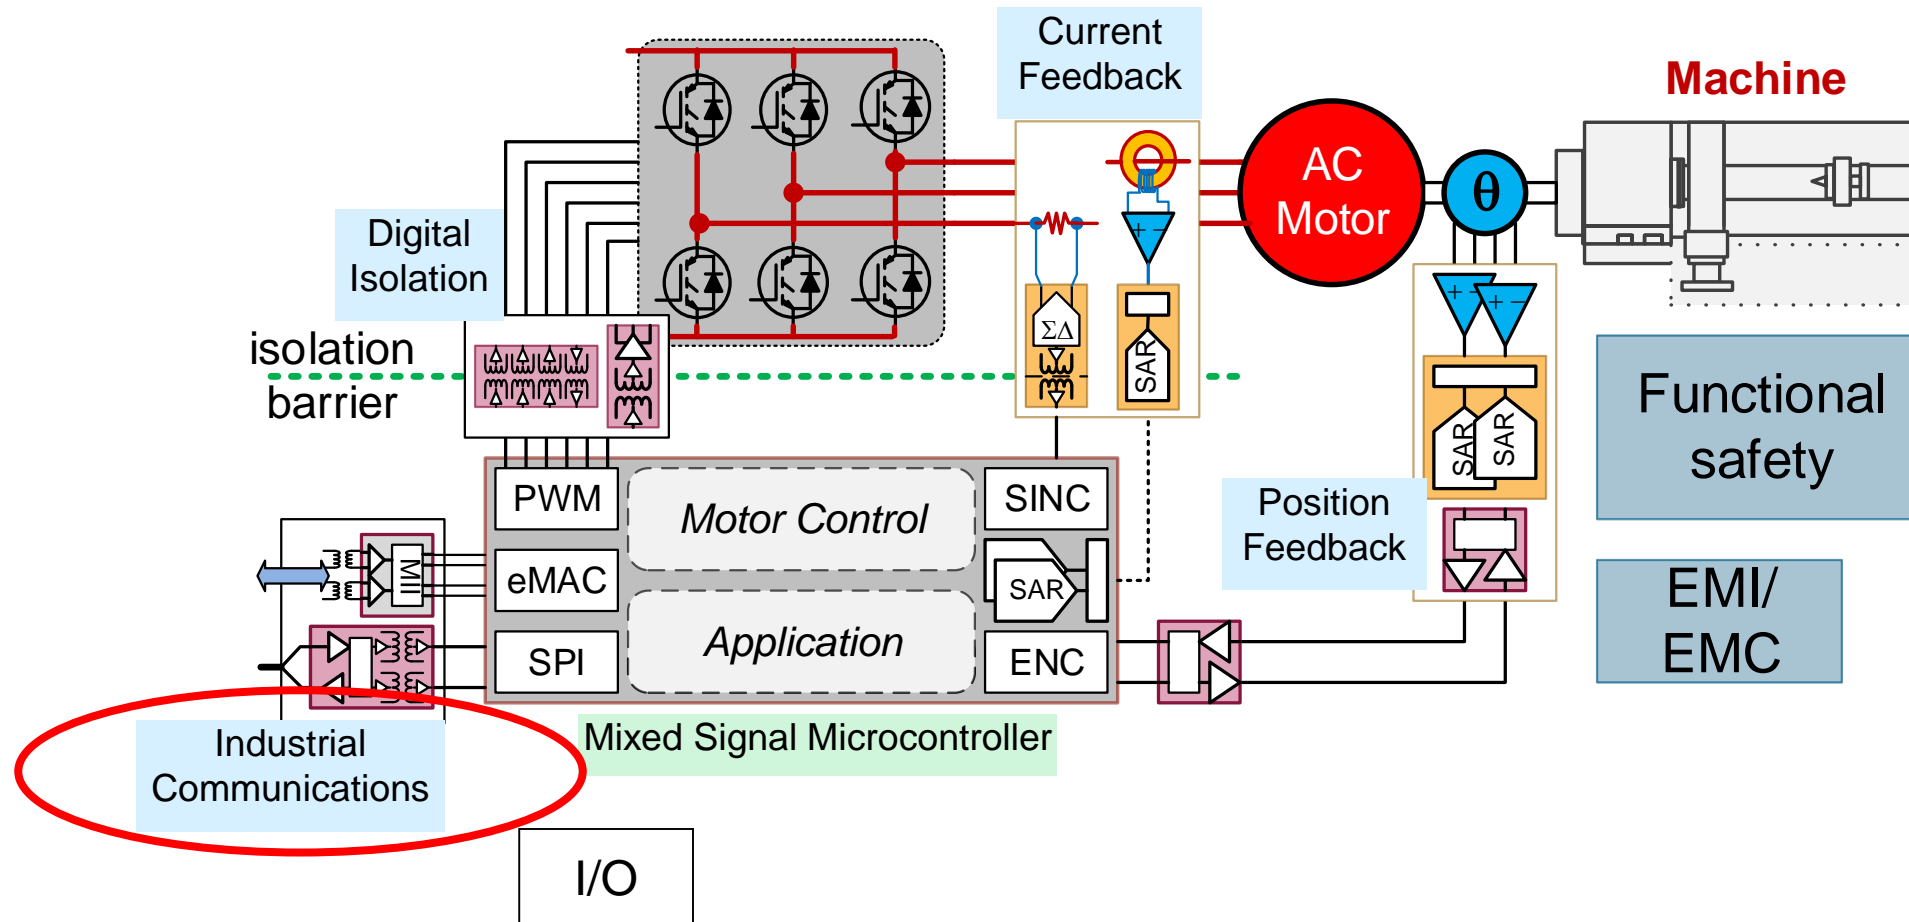 Current
Feedback
Machine
AC
Motor
θ
Digital
Isolation
+ −
isolation
barrier
ΣΔ
SAR
+ −
+ −
SAR
SAR
Functional
safety
PWM
Motor Control
SINC
Position
Feedback
MII
eMAC
SAR
EMI/
EMC
SPI
Application
ENC
Industrial
Communications
Mixed Signal Microcontroller
I/O